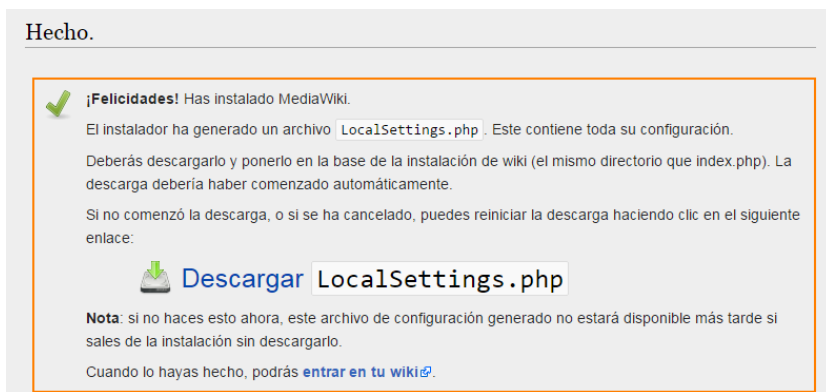 Hecho.
¡Felicidades! Has instalado MediaWiki.
El instalador ha generado un archivo LocalSettings.php. Este contiene toda su configuración.
Deberás descargarlo y ponerlo en la base de la instalación de wiki (el mismo directorio que index.php). La
descarga debería haber comenzado automáticamente.
Si no comenzó la descarga, o si se ha cancelado, puedes reiniciar la descarga haciendo clic en el siguiente
enlace:
Descargar LocalSettings.php
Nota: si no haces esto ahora, este archivo de configuración generado no estará disponible más tarde si
sales de la instalación sin descargarlo.
Cuando lo hayas hecho, podrás entrar en tu wiki.